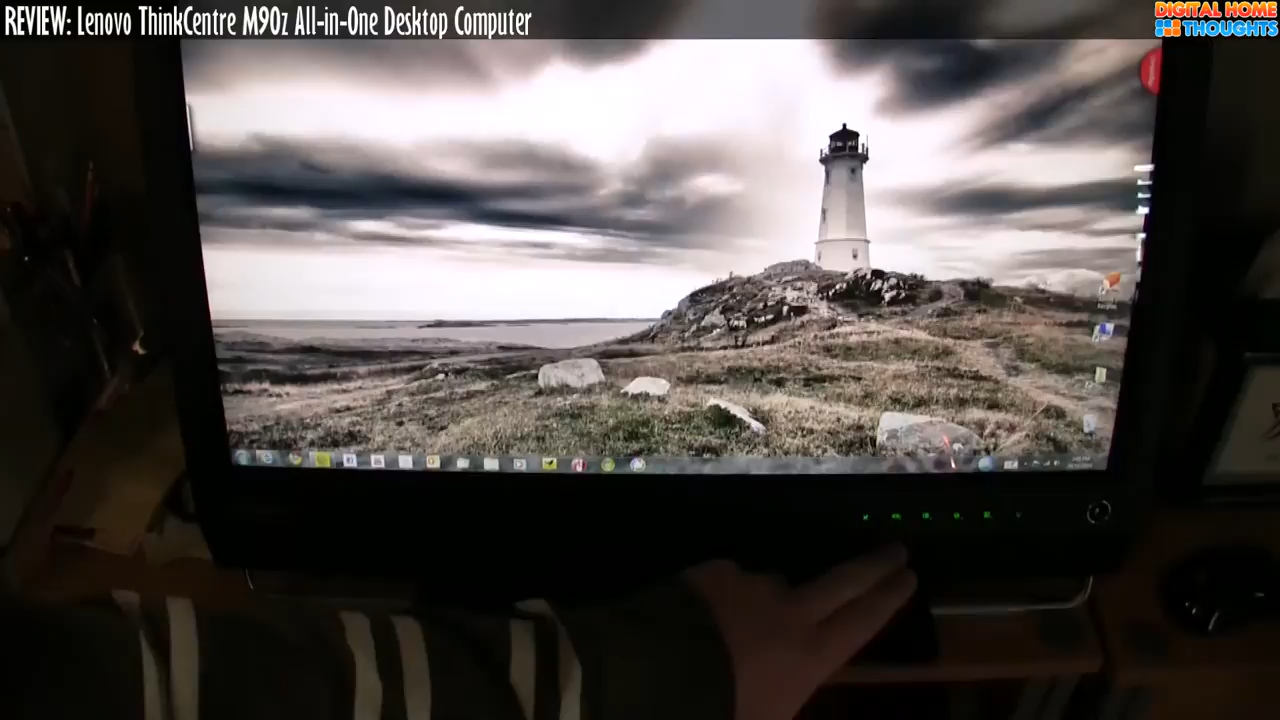 REVIEW: Lenovo ThinkCentre M90z All-in-One Desktop Computer
DIGITAL HOME
THOUGHTS